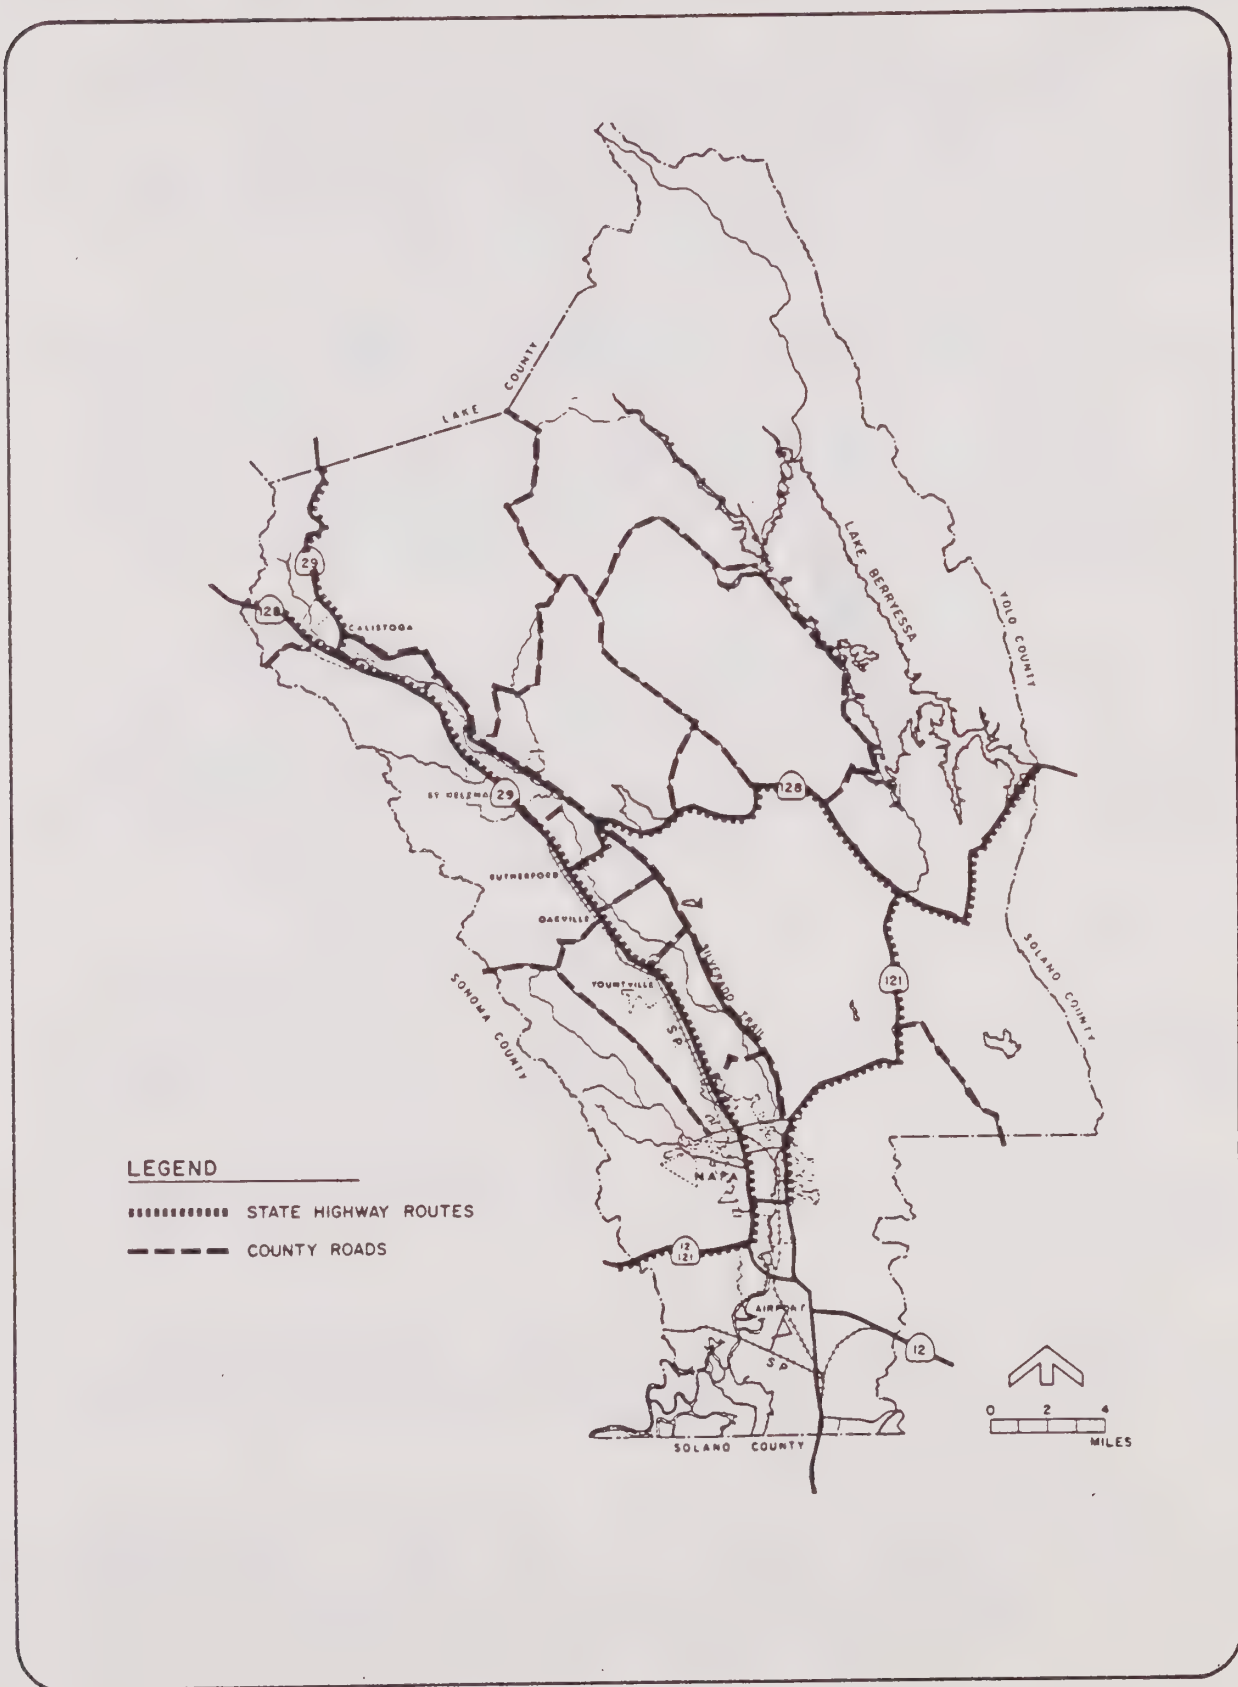 LAKE COUNTY
29
128
CALISTOGA
LAKE BERRYESSA
YOLO COUNTY
ST HELENA
29
128
RUTHERFORD
OAKVILLE
YOUNTVILLE
SILVERADO TRAIL
S.P.
121
SOLANO COUNTY
SONOMA COUNTY
NAPA
LEGEND
STATE HIGHWAY ROUTES
COUNTY ROADS
12
121
AIRPORT
S.P.
12
0 2 4
MILES
SOLANO COUNTY